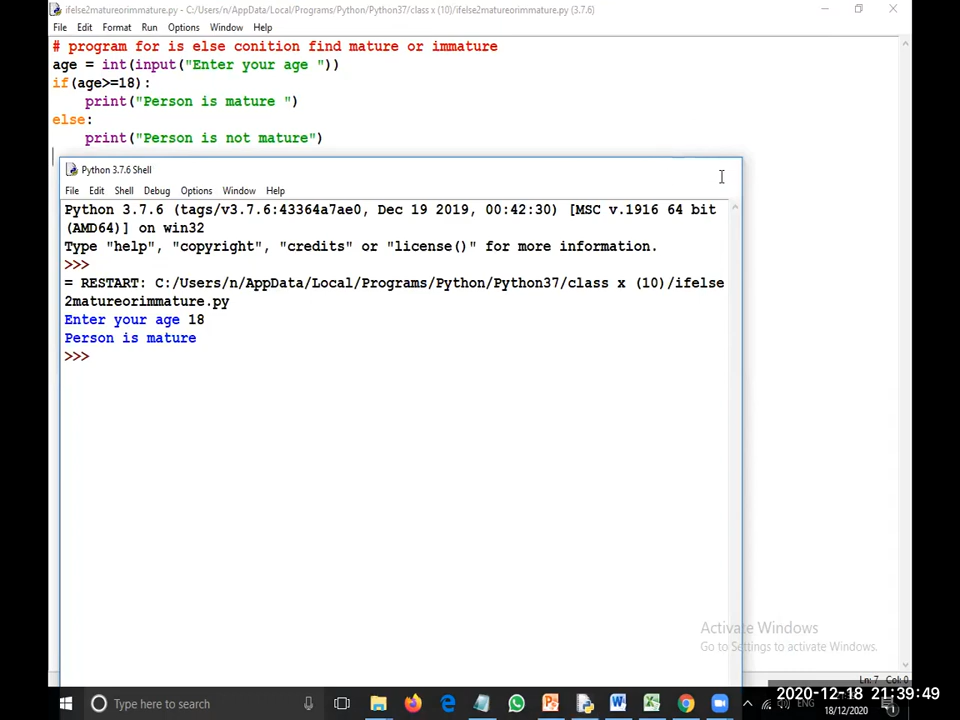 ifelse2matureorimmature.py - C:/Users/n/AppData/Local/Programs/Python/Python37/class x (10)/ifelse2matureorimmature.py (3.7.6)
File Edit Format Run Options Window Help
# program for is else conition find mature or immature
age = int(input("Enter your age "))
if(age>=18):
    print("Person is mature ")
else:
    print("Person is not mature")
Python 3.7.6 Shell
File Edit Shell Debug Options Window Help
Python 3.7.6 (tags/v3.7.6:43364a7ae0, Dec 19 2019, 00:42:30) [MSC v.1916 64 bit
(AMD64)] on win32
Type "help", "copyright", "credits" or "license()" for more information.
>>>
= RESTART: C:/Users/n/AppData/Local/Programs/Python/Python37/class x (10)/ifelse
2matureorimmature.py
Enter your age 18
Person is mature
>>>
Activate Windows
Go to Settings to activate Windows.
Ln: 7 Col: 0
Type here to search
ENG
2020-12-18 21:39:49
18/12/2020